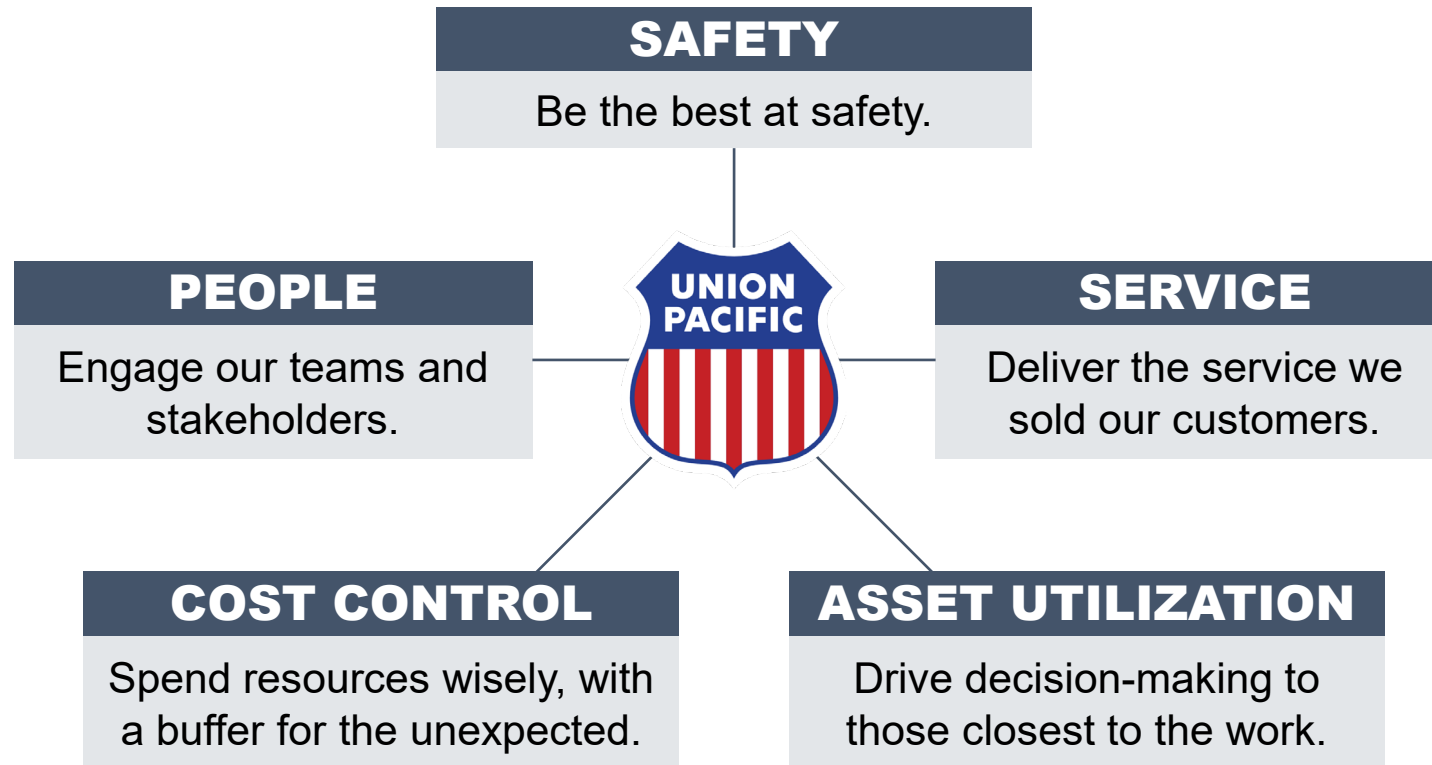 SAFETY
Be the best at safety.
UNION
PACIFIC
PEOPLE
Engage our teams and
stakeholders.
SERVICE
Deliver the service we
sold our customers.
COST CONTROL
Spend resources wisely, with
a buffer for the unexpected.
ASSET UTILIZATION
Drive decision-making to
those closest to the work.